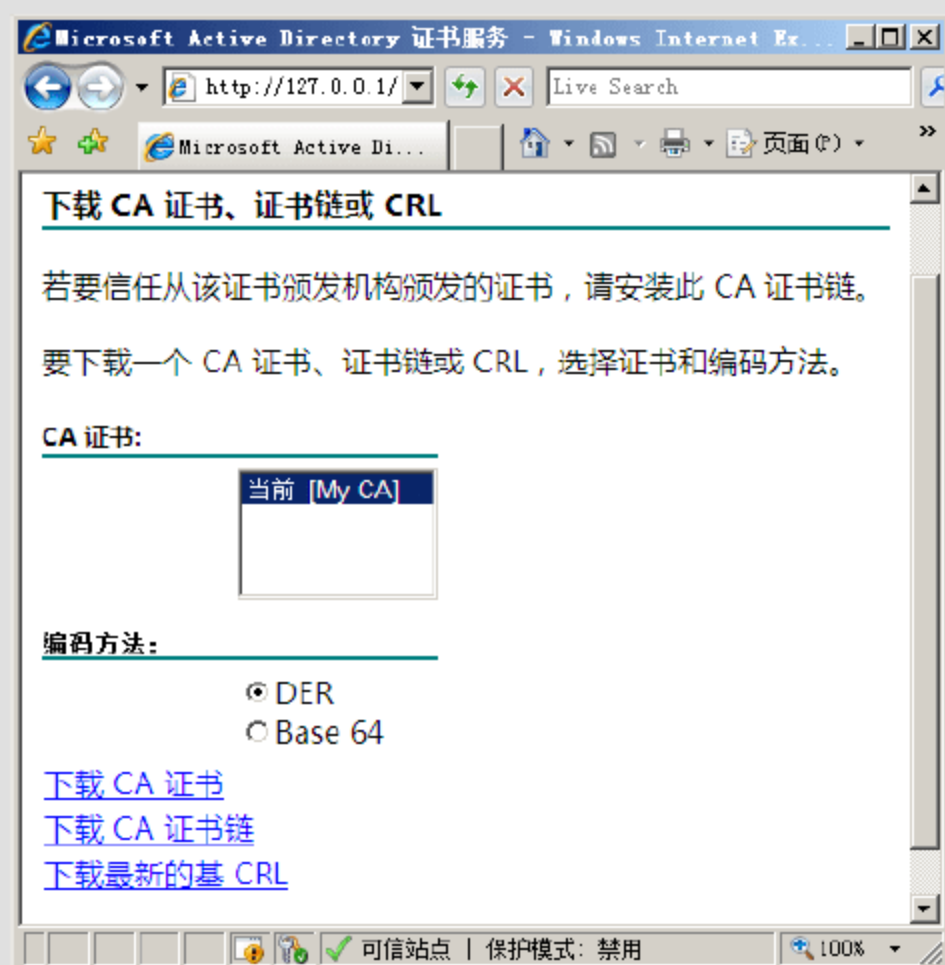 Microsoft Active Directory 证书服务 - Windows Internet Ex...
http://127.0.0.1/
Live Search
Microsoft Active Di...
页面(P)
»
下载 CA 证书、证书链或 CRL
若要信任从该证书颁发机构颁发的证书，请安装此 CA 证书链。
要下载一个 CA 证书、证书链或 CRL，选择证书和编码方法。
CA 证书:
当前 [My CA]
编码方法:
DER
Base 64
下载 CA 证书
下载 CA 证书链
下载最新的基 CRL
可信站点 | 保护模式: 禁用
100%